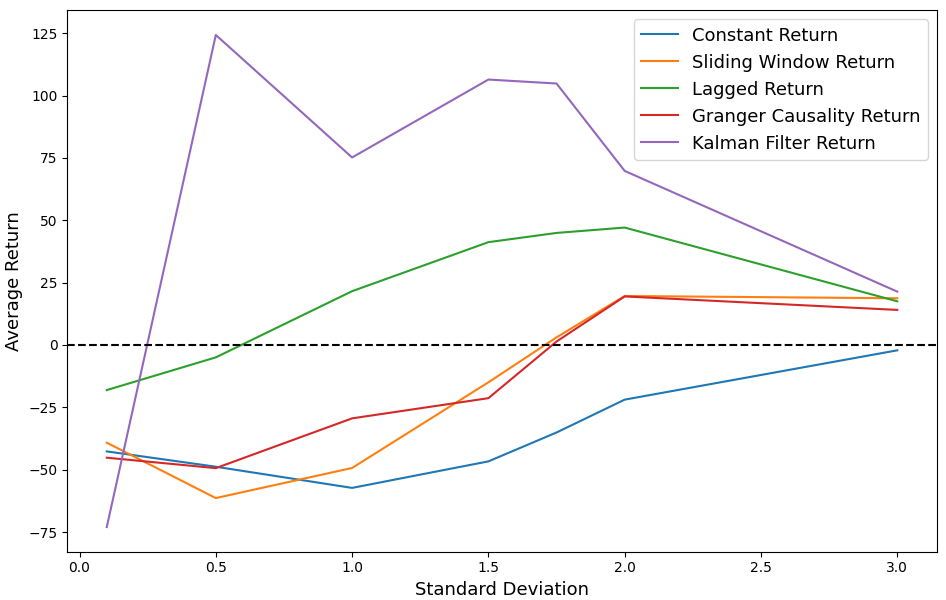 125
100
75
50
25
0
−25
−50
−75
Average Return
0.0 0.5 1.0 1.5 2.0 2.5 3.0
Standard Deviation
Constant Return
Sliding Window Return
Lagged Return
Granger Causality Return
Kalman Filter Return